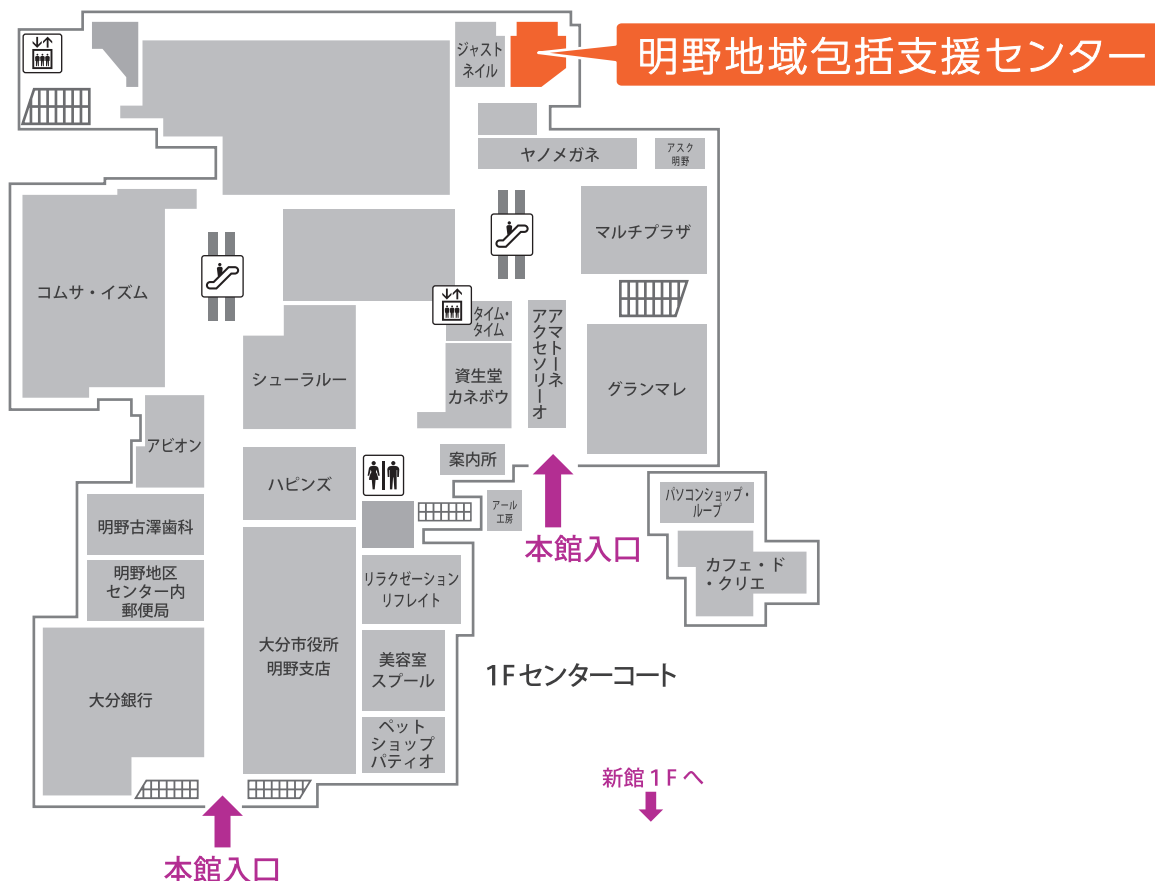 ジャスト
ネイル
明野地域包括支援センター
ヤノメガネ
アスク
明野
マルチプラザ
コムサ・イズム
タイム・
タイム
アマトーネ
アクセソリーオ
シューラルー
資生堂
カネボウ
グランマレ
アビオン
案内所
ハピンズ
パソコンショップ・
ループ
アール
工房
明野古澤歯科
本館入口
カフェ・ド
・クリエ
明野地区
センター内
郵便局
リラクゼーション
リフレイト
大分市役所
明野支店
美容室
スプール
1Fセンターコート
大分銀行
ペット
ショップ
パティオ
新館1Fへ
本館入口